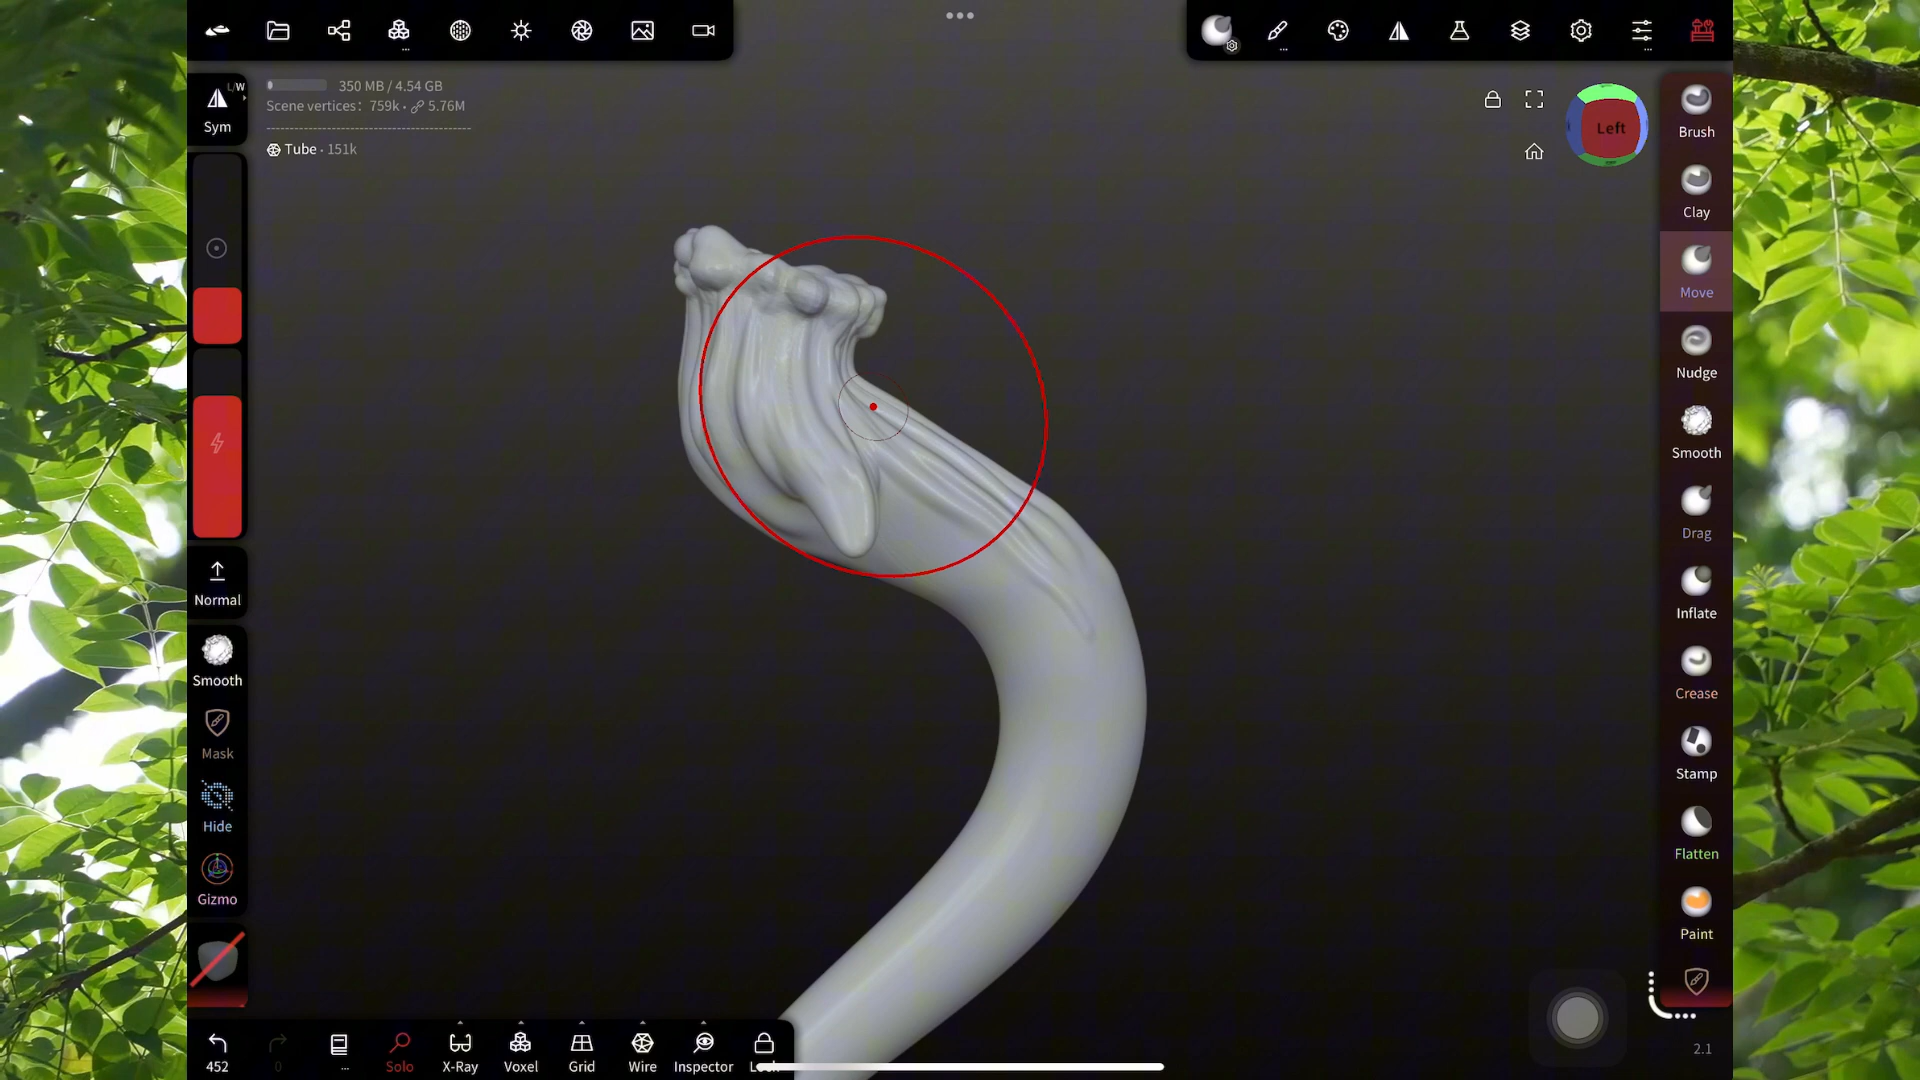 L/W
Sym
350 MB / 4.54 GB
Scene vertices: 759k · 5.76M
Tube · 151k
Normal
Smooth
Mask
Hide
Gizmo
Left
Brush
Clay
Move
Nudge
Smooth
Drag
Inflate
Crease
Stamp
Flatten
Paint
452
0
Solo
X-Ray
Voxel
Grid
Wire
Inspector
2.1